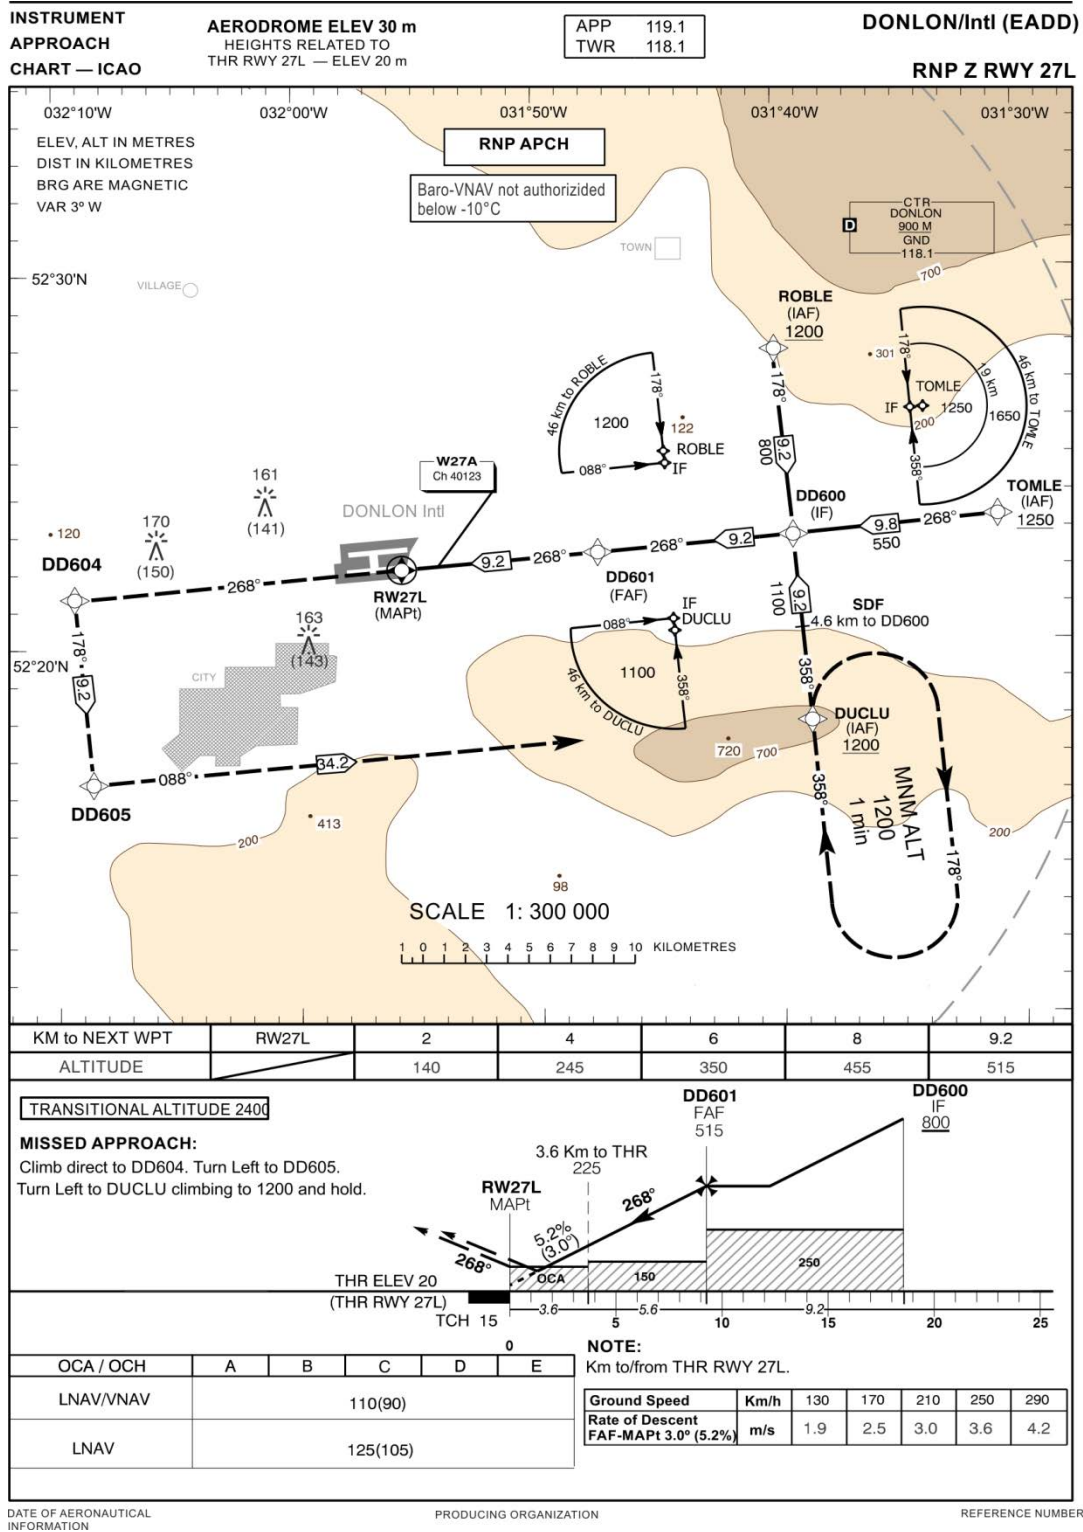 INSTRUMENT
APPROACH
CHART — ICAO
AERODROME ELEV 30 m
HEIGHTS RELATED TO
THR RWY 27L — ELEV 20 m
APP 119.1
TWR 118.1
DONLON/Intl (EADD)
RNP Z RWY 27L
032°10'W 032°00'W 031°50'W 031°40'W 031°30'W
ELEV, ALT IN METRES
DIST IN KILOMETRES
BRG ARE MAGNETIC
VAR 3º W
RNP APCH
Baro-VNAV not authorizided
below -10°C
CTR
DONLON
900 M
GND
118.1
D
700
TOWN
52°30'N
VILLAGE
ROBLE
(IAF)
1200
178°
9.2
800
301
178°
TOMLE
IF
1250
1650
19 km
46 km to TOMLE
200
358°
46 km to ROBLE
178°
1200
122
ROBLE
088°
IF
W27A
Ch 40123
161
(141)
170
(150)
120
DONLON Intl
DD600
(IF)
TOMLE
(IAF)
1250
268°
9.8
550
9.2
268°
268°
9.2
DD601
(FAF)
RW27L
(MAPt)
268°
DD604
178°
9.2
163
(143)
CITY
52°20'N
088°
IF
DUCLU
46 km to DUCLU
1100
358°
9.2
1100
SDF
4.6 km to DD600
358°
DUCLU
(IAF)
1200
720
700
358°
MNM ALT
1200
1 min
178°
200
DD605
088°
34.2
200
413
98
SCALE 1: 300 000
1 0 1 2 3 4 5 6 7 8 9 10 KILOMETRES
KM to NEXT WPT RW27L 2 4 6 8 9.2
ALTITUDE 140 245 350 455 515
TRANSITIONAL ALTITUDE 2400
MISSED APPROACH:
Climb direct to DD604. Turn Left to DD605.
Turn Left to DUCLU climbing to 1200 and hold.
DD601
FAF
515
DD600
IF
800
3.6 Km to THR
225
RW27L
MAPt
268°
5.2%
(3.0°)
268°
OCA
150
250
THR ELEV 20
(THR RWY 27L)
TCH 15
3.6 5.6 9.2
0 5 10 15 20 25
NOTE:
Km to/from THR RWY 27L.
OCA / OCH A B C D E
LNAV/VNAV 110(90)
LNAV 125(105)
Ground Speed Km/h 130 170 210 250 290
Rate of Descent
FAF-MAPt 3.0º (5.2%) m/s 1.9 2.5 3.0 3.6 4.2
DATE OF AERONAUTICAL
INFORMATION
PRODUCING ORGANIZATION
REFERENCE NUMBER